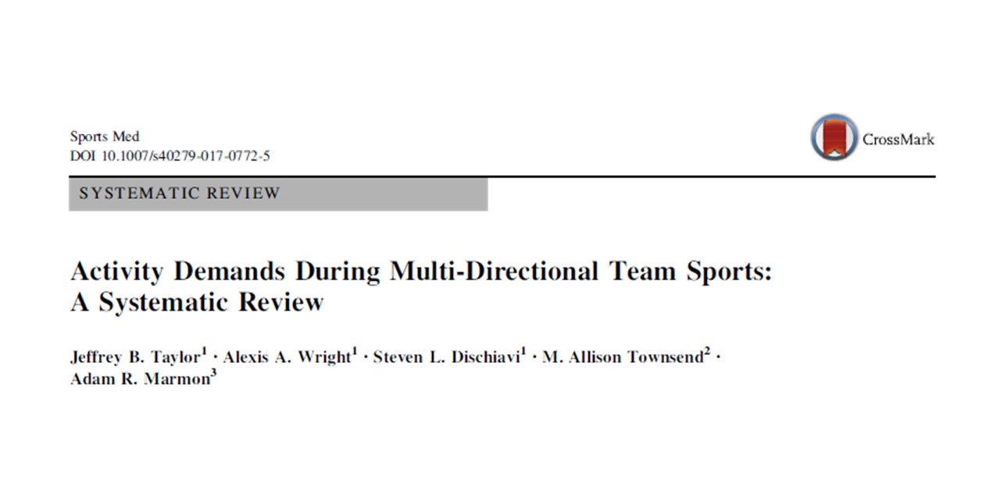 Sports Med
DOI 10.1007/s40279-017-0772-5
CrossMark
SYSTEMATIC REVIEW
Activity Demands During Multi-Directional Team Sports:
A Systematic Review
Jeffrey B. Taylor¹ · Alexis A. Wright¹ · Steven L. Dischiavi¹ · M. Allison Townsend² ·
Adam R. Marmon³